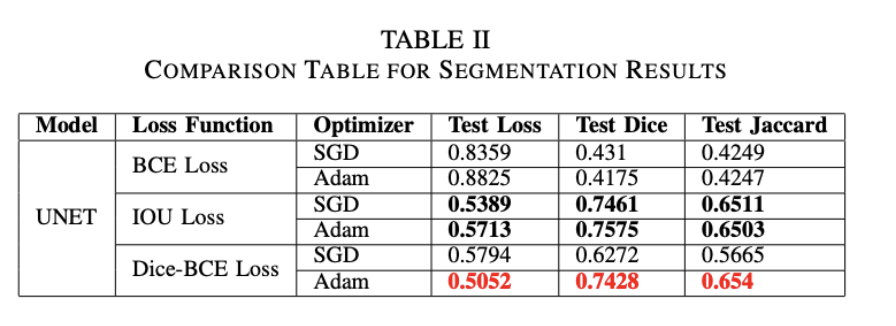 TABLE II
COMPARISON TABLE FOR SEGMENTATION RESULTS
Model Loss Function Optimizer Test Loss Test Dice Test Jaccard
UNET
BCE Loss
SGD 0.8359 0.431 0.4249
Adam 0.8825 0.4175 0.4247
IOU Loss
SGD 0.5389 0.7461 0.6511
Adam 0.5713 0.7575 0.6503
Dice-BCE Loss
SGD 0.5794 0.6272 0.5665
Adam 0.5052 0.7428 0.654